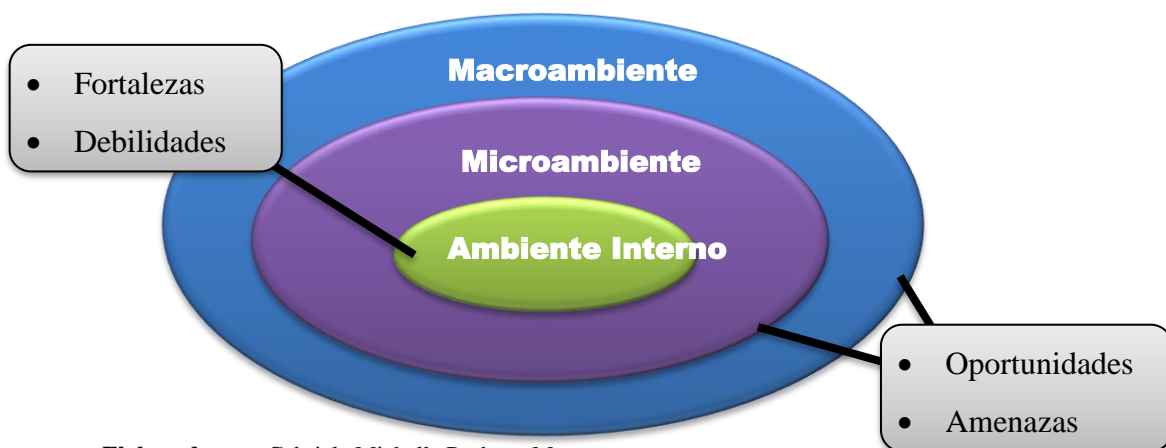 Macroambiente
• Fortalezas
• Debilidades
Microambiente
Ambiente Interno
• Oportunidades
• Amenazas